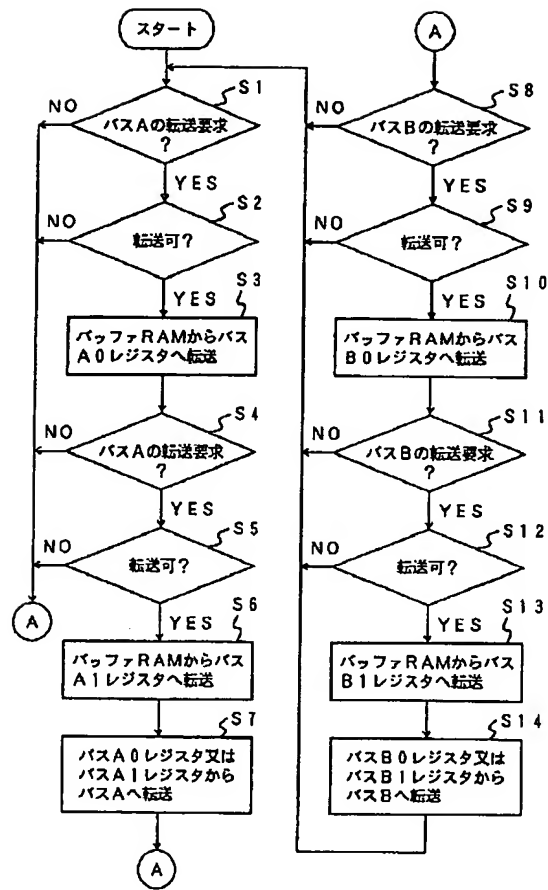 スタート
S1
NO
バスAの転送要求
?
YES
S2
NO
転送可?
YES
S3
バッファRAMからバス
A0レジスタへ転送
S4
NO
バスAの転送要求
?
YES
S5
NO
転送可?
A
YES
S6
バッファRAMからバス
A1レジスタへ転送
S7
バスA0レジスタ又は
バスA1レジスタから
バスAへ転送
A
A
S8
NO
バスBの転送要求
?
YES
S9
NO
転送可?
YES
S10
バッファRAMからバス
B0レジスタへ転送
S11
NO
バスBの転送要求
?
YES
S12
NO
転送可?
YES
S13
バッファRAMからバス
B1レジスタへ転送
S14
バスB0レジスタ又は
バスB1レジスタから
バスBへ転送